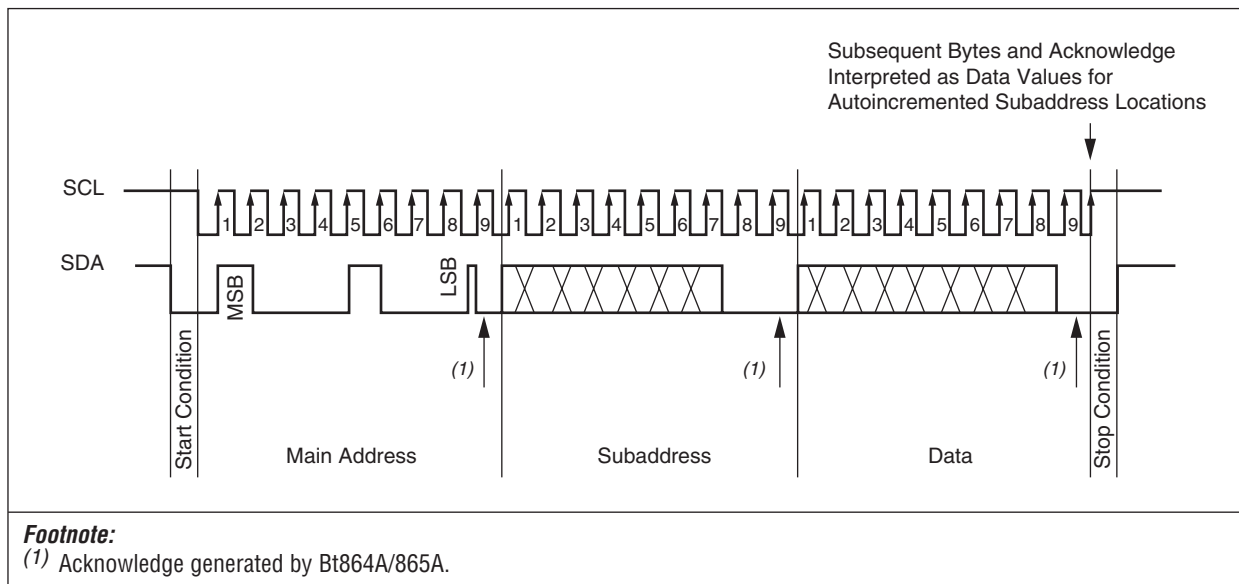 Subsequent Bytes and Acknowledge
Interpreted as Data Values for
Autoincremented Subaddress Locations
SCL
1 2 3 4 5 6 7 8 9 1 2 3 4 5 6 7 8 9 1 2 3 4 5 6 7 8 9
SDA
MSB
LSB
(1) (1) (1)
Start Condition
Main Address
Subaddress
Data
Stop Condition
Footnote:
(1) Acknowledge generated by Bt864A/865A.